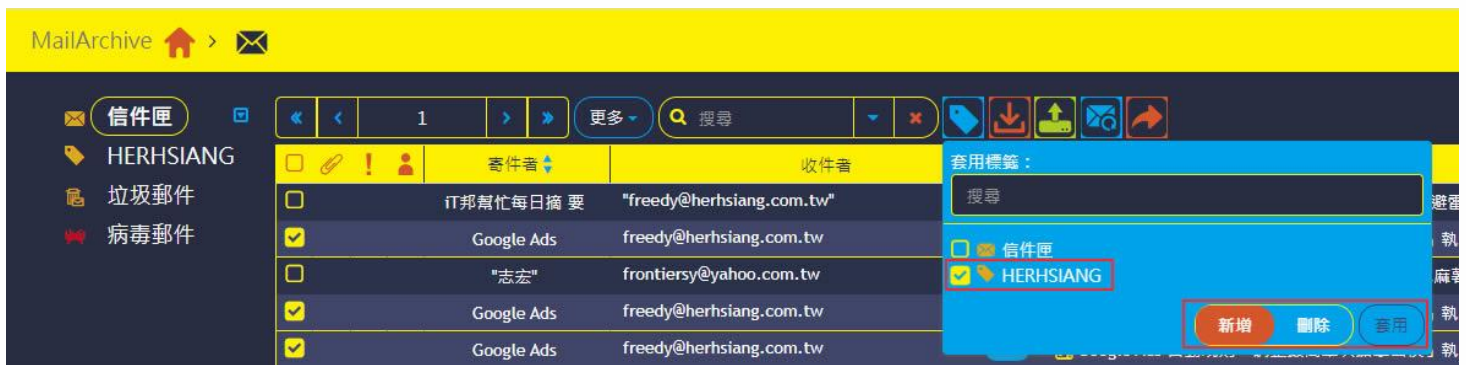 MailArchive >
信件匣
HERHSIANG
垃圾郵件
病毒郵件
« ‹ 1 › » 更多 搜尋
! 寄件者 收件者
iT邦幫忙每日摘 要 "freedy@herhsiang.com.tw"
Google Ads freedy@herhsiang.com.tw 執
"志宏" frontiersy@yahoo.com.tw
Google Ads freedy@herhsiang.com.tw 執
Google Ads freedy@herhsiang.com.tw 執
套用標籤：
搜尋
信件匣
HERHSIANG
新增 刪除 套用